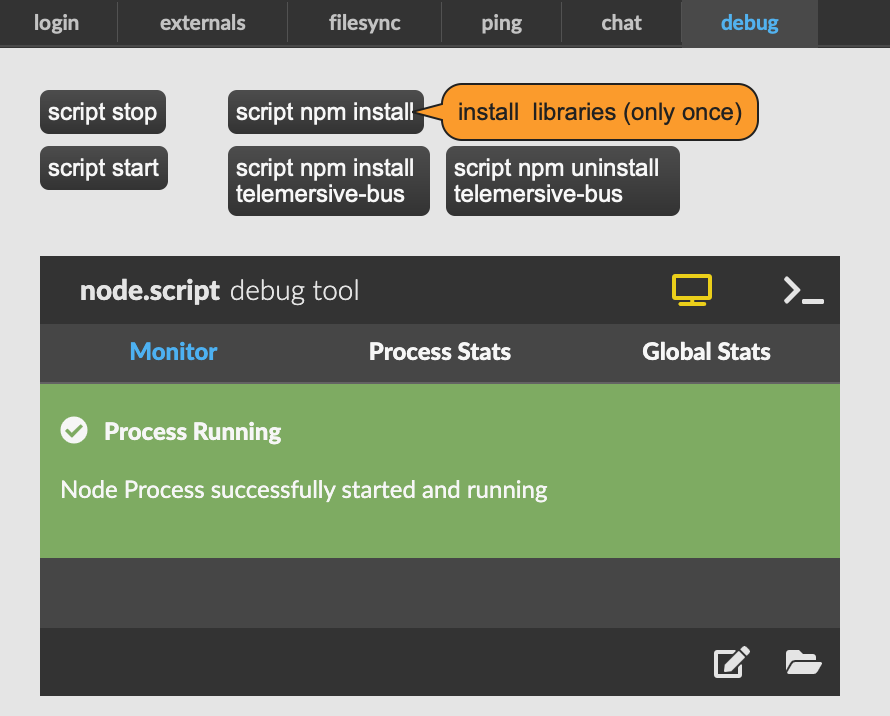 login externals filesync ping chat debug
script stop script npm install install libraries (only once)
script start script npm install script npm uninstall
telemersive-bus telemersive-bus
node.script debug tool
Monitor Process Stats Global Stats
Process Running
Node Process successfully started and running